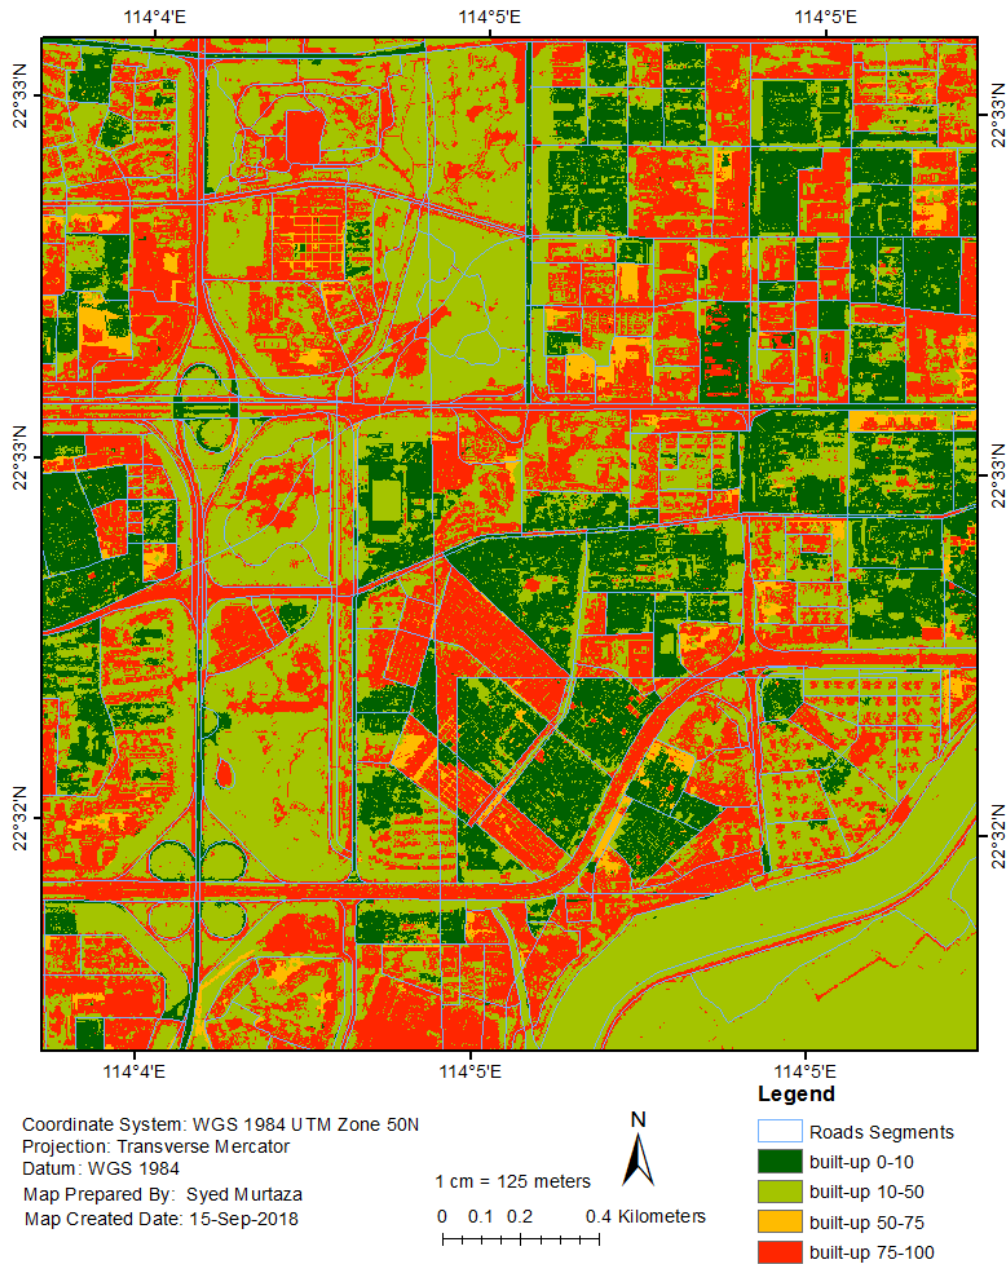 114°4'E 114°5'E 114°5'E
22°33'N 22°33'N
22°33'N 22°33'N
22°32'N 22°32'N
114°4'E 114°5'E 114°5'E
Legend
Roads Segments
built-up 0-10
built-up 10-50
built-up 50-75
built-up 75-100
Coordinate System: WGS 1984 UTM Zone 50N
Projection: Transverse Mercator
Datum: WGS 1984
Map Prepared By: Syed Murtaza
Map Created Date: 15-Sep-2018
N
1 cm = 125 meters
0 0.1 0.2 0.4 Kilometers